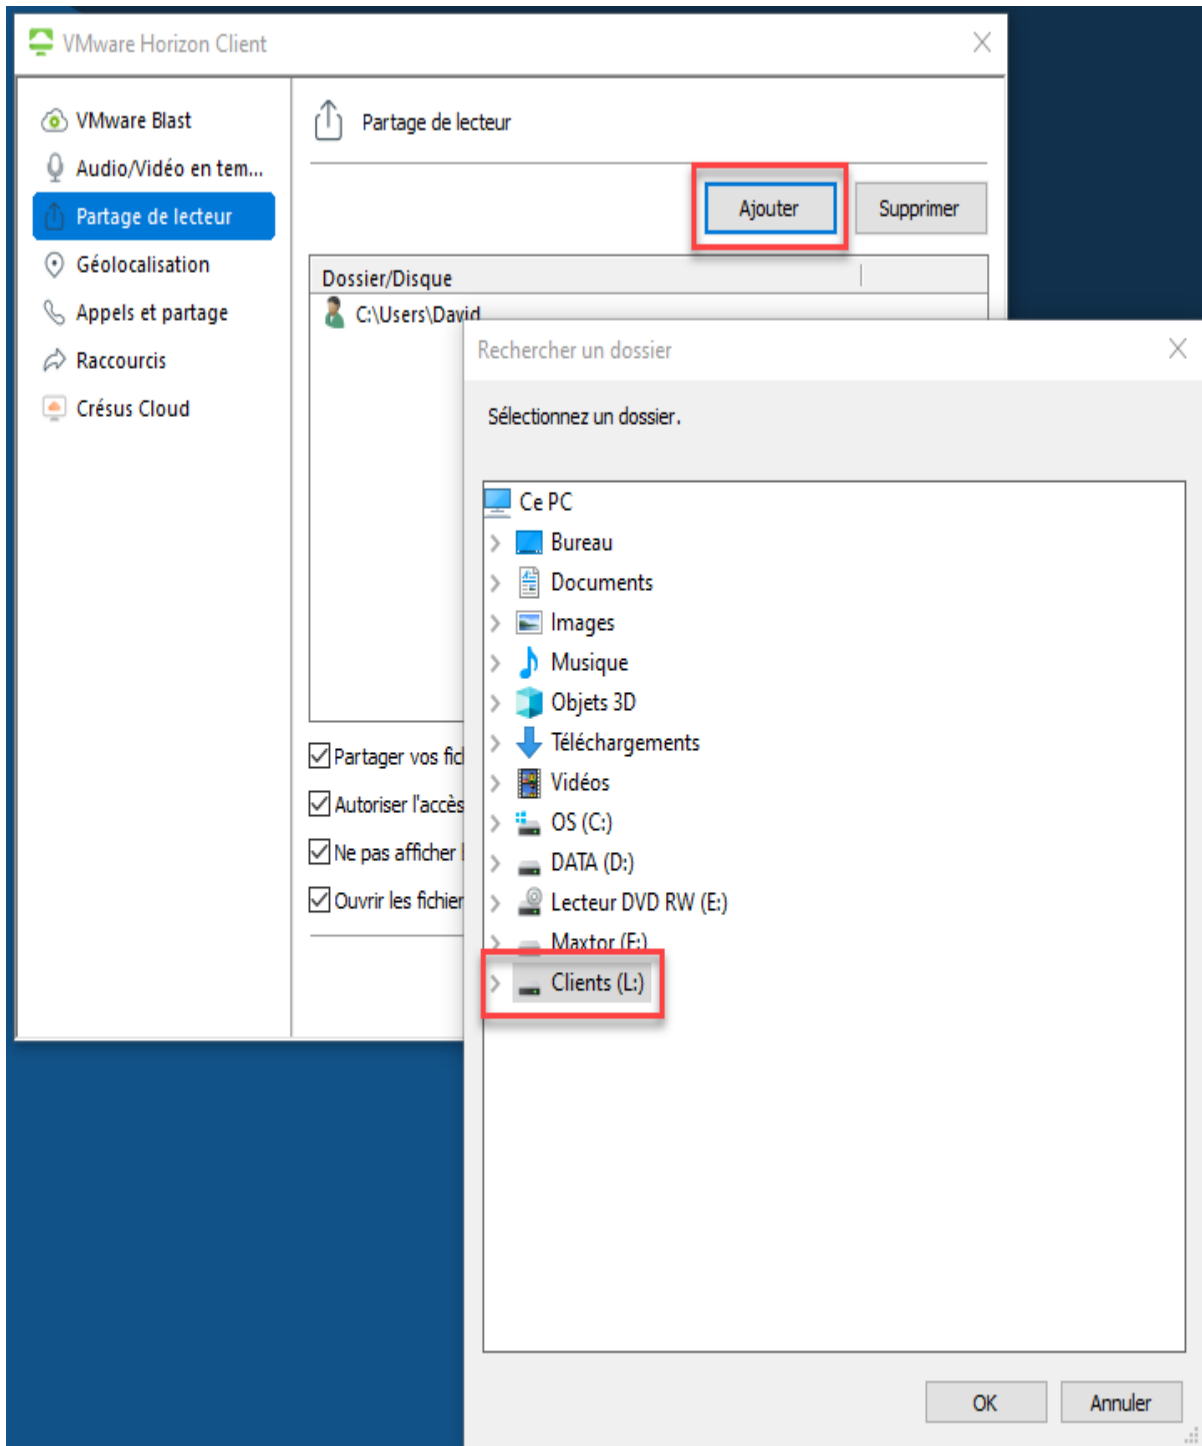 VMware Horizon Client
VMware Blast
Audio/Vidéo en tem...
Partage de lecteur
Géolocalisation
Appels et partage
Raccourcis
Crésus Cloud
Partage de lecteur
Ajouter
Supprimer
Dossier/Disque
C:\Users\David
Partager vos
Autoriser l'accès
Ne pas afficher
Ouvrir les fichier
Rechercher un dossier
Sélectionnez un dossier.
Ce PC
Bureau
Documents
Images
Musique
Objets 3D
Téléchargements
Vidéos
OS (C:)
DATA (D:)
Lecteur DVD RW (E:)
Maxtor (F:)
Clients (L:)
OK
Annuler